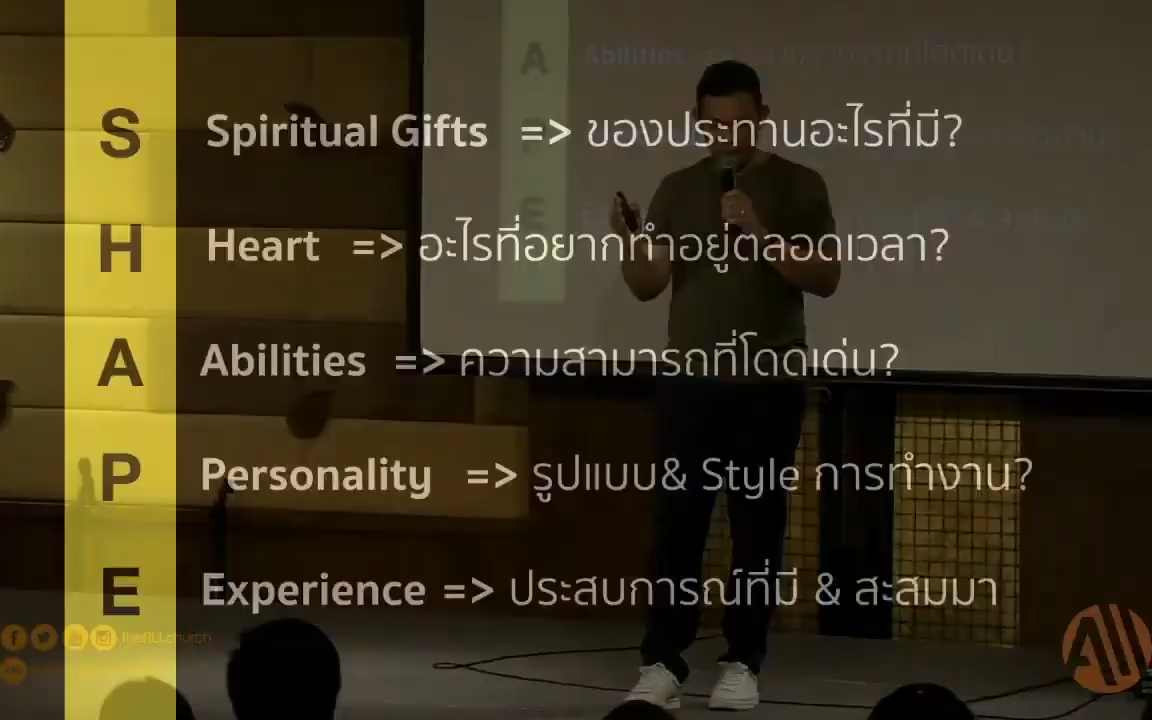 S Spiritual Gifts => ของประทานอะไรที่มี?
H Heart => อะไรที่อยากทำอยู่ตลอดเวลา?
A Abilities => ความสามารถที่โดดเด่น?
P Personality => รูปแบบ& Style การทำงาน?
E Experience => ประสบการณ์ที่มี & สะสมมา
theALLchurch
All